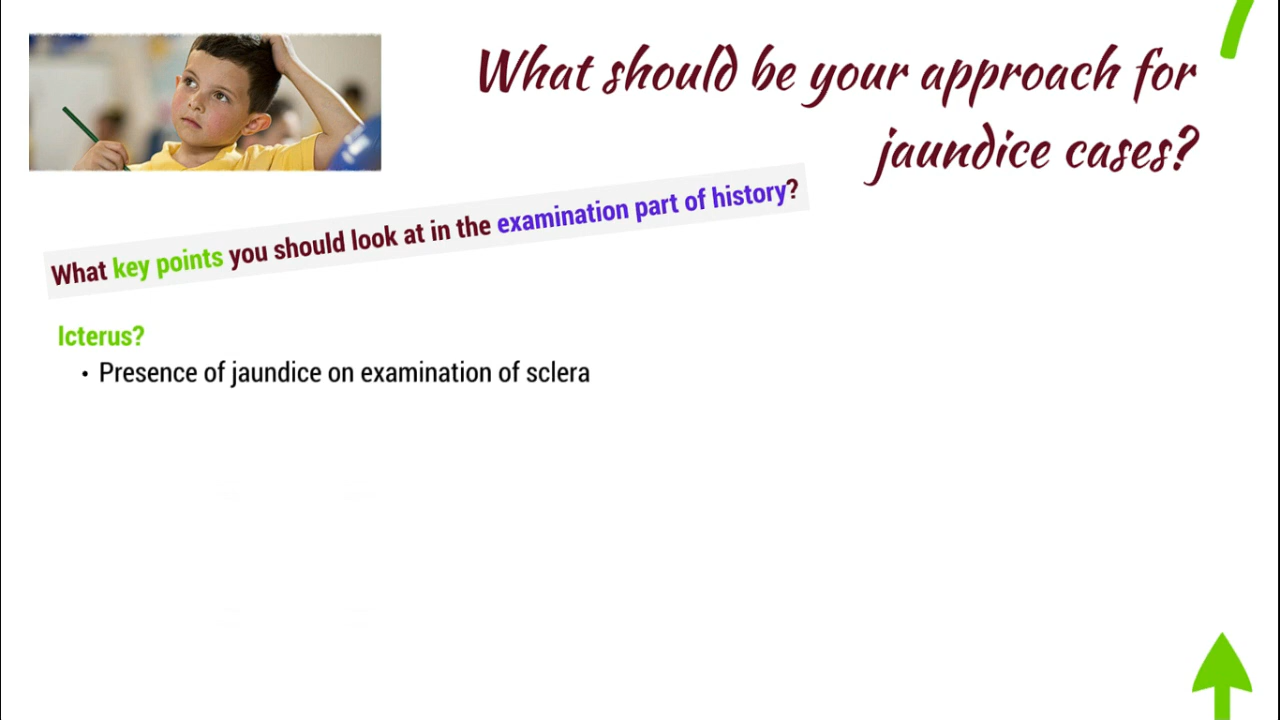 What should be your approach for
jaundice cases?
What key points you should look at in the examination part of history?
Icterus?
• Presence of jaundice on examination of sclera